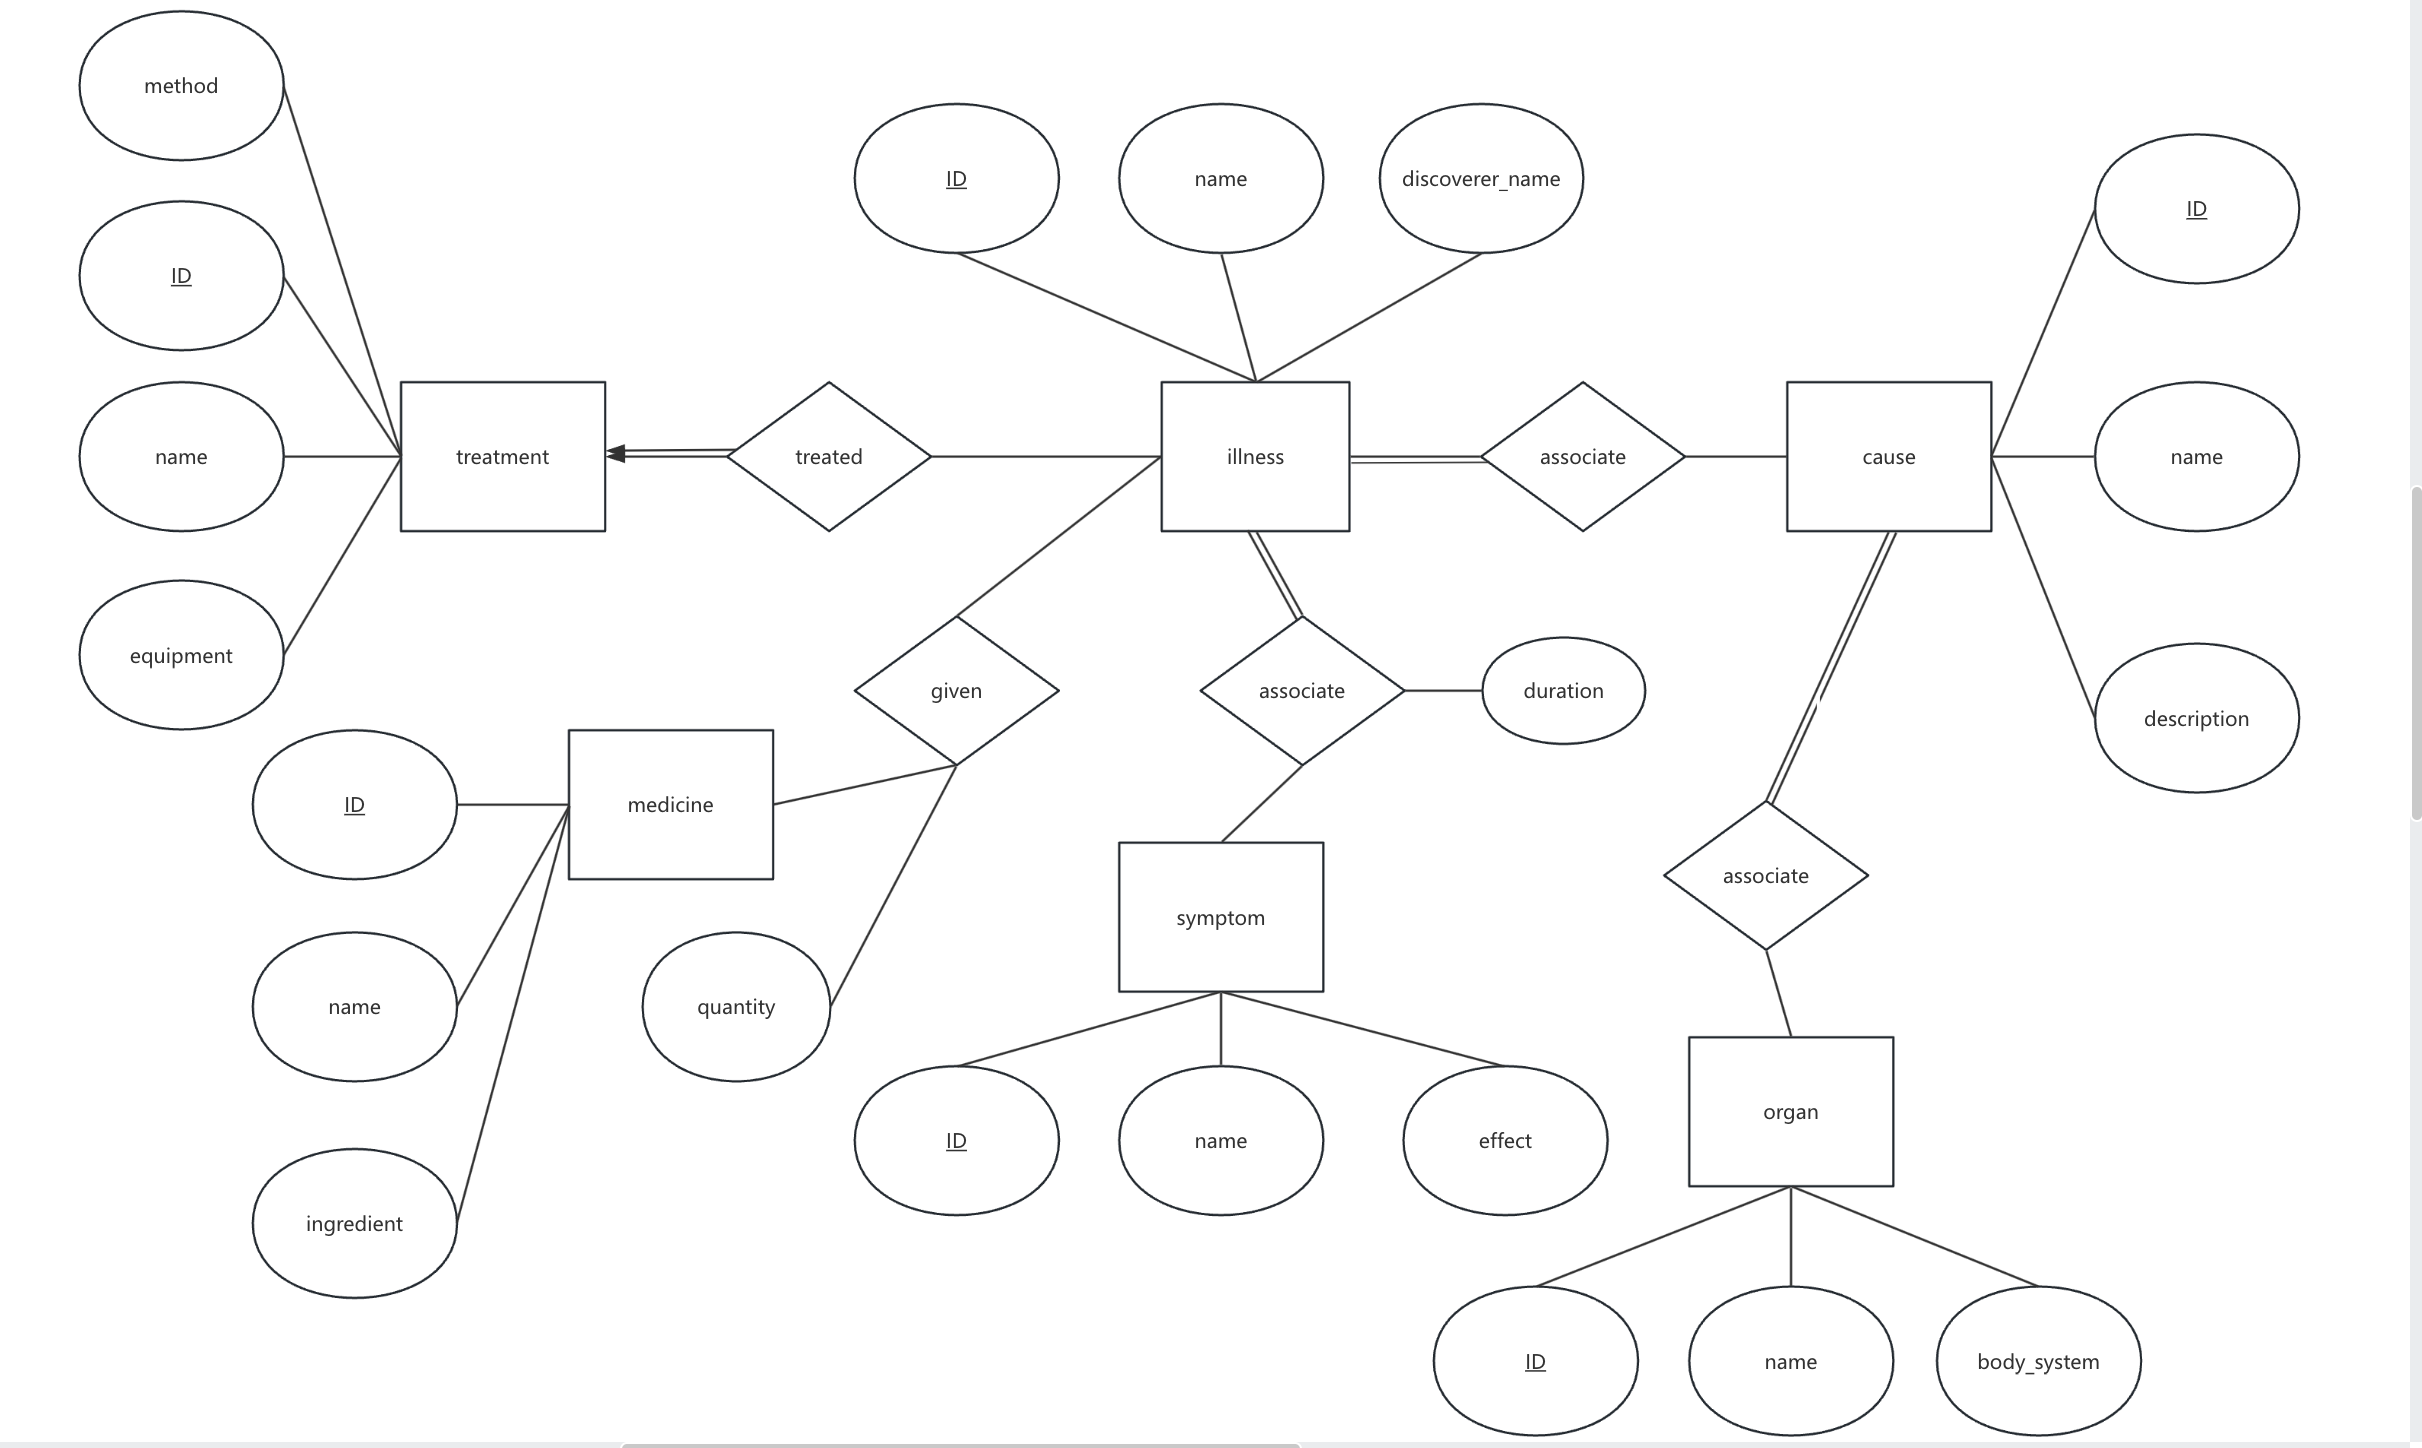 method
ID
name
discoverer_name
ID
ID
name
treatment
treated
illness
associate
cause
name
equipment
given
associate
duration
description
ID
medicine
associate
symptom
name
quantity
organ
ID
name
effect
ingredient
ID
name
body_system